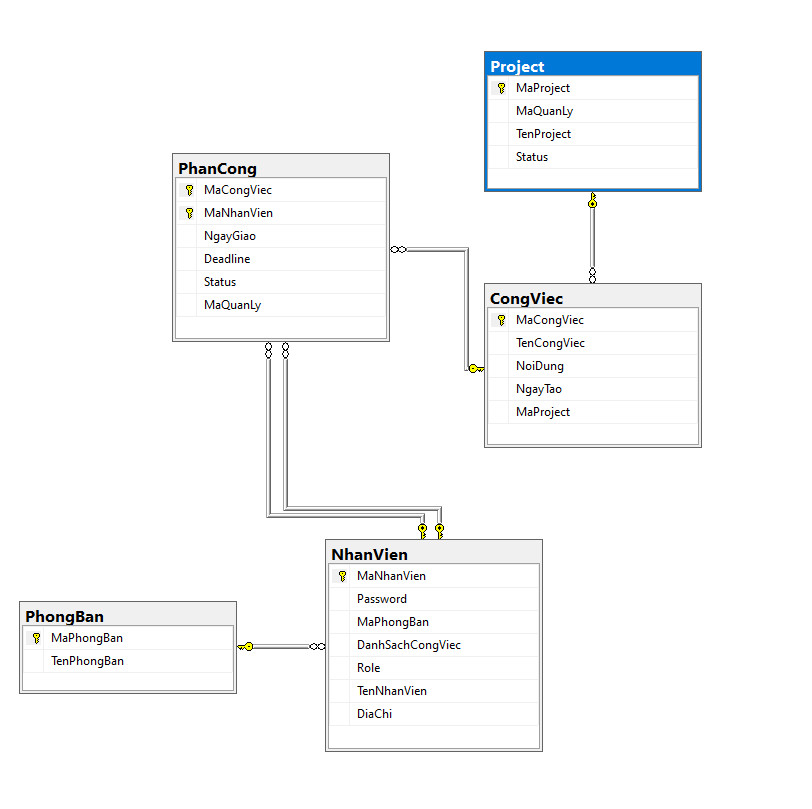 Project
MaProject
MaQuanLy
TenProject
Status
PhanCong
MaCongViec
MaNhanVien
NgayGiao
Deadline
Status
MaQuanLy
CongViec
MaCongViec
TenCongViec
NoiDung
NgayTao
MaProject
NhanVien
MaNhanVien
Password
MaPhongBan
DanhSachCongViec
Role
TenNhanVien
DiaChi
PhongBan
MaPhongBan
TenPhongBan